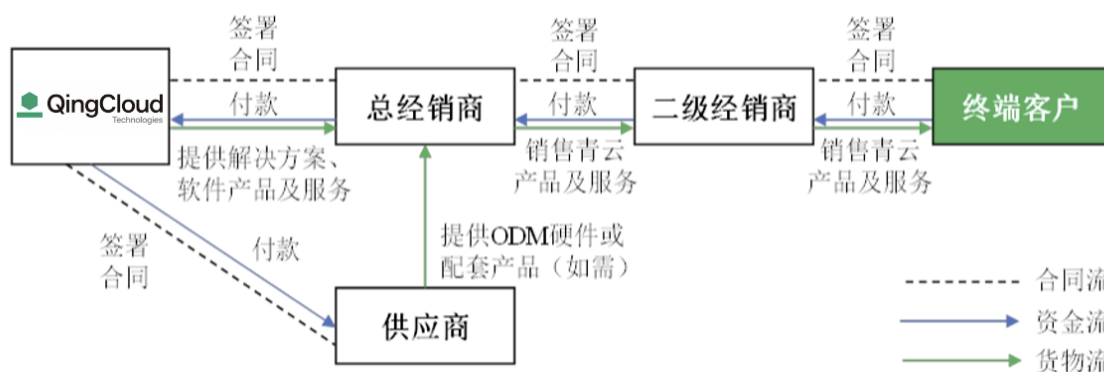 签署
合同
签署
合同
签署
合同
QingCloud
Technologies
付款
总经销商
付款
二级经销商
付款
终端客户
提供解决方案、
软件产品及服务
销售青云
产品及服务
销售青云
产品及服务
签署
合同
付款
提供ODM硬件或
配套产品（如需）
供应商
合同流
资金流
货物流